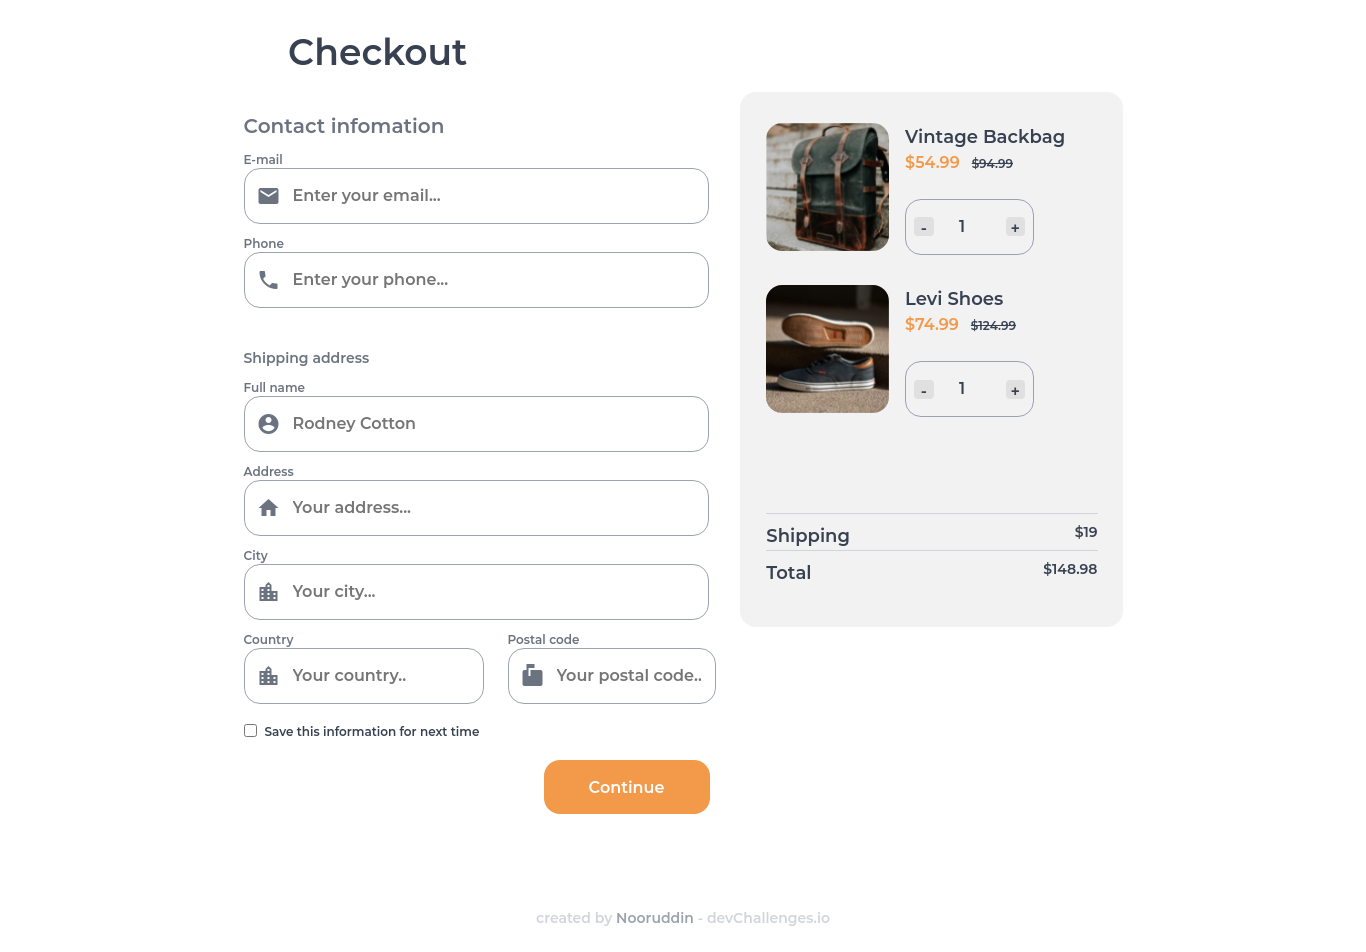 Checkout
Contact infomation
E-mail
Enter your email...
Phone
Enter your phone...
Shipping address
Full name
Rodney Cotton
Address
Your address...
City
Your city...
Country
Your country..
Postal code
Your postal code..
Save this information for next time
Continue
Vintage Backbag
$54.99 $94.99
- 1 +
Levi Shoes
$74.99 $124.99
- 1 +
Shipping $19
Total $148.98
created by Nooruddin - devChallenges.io